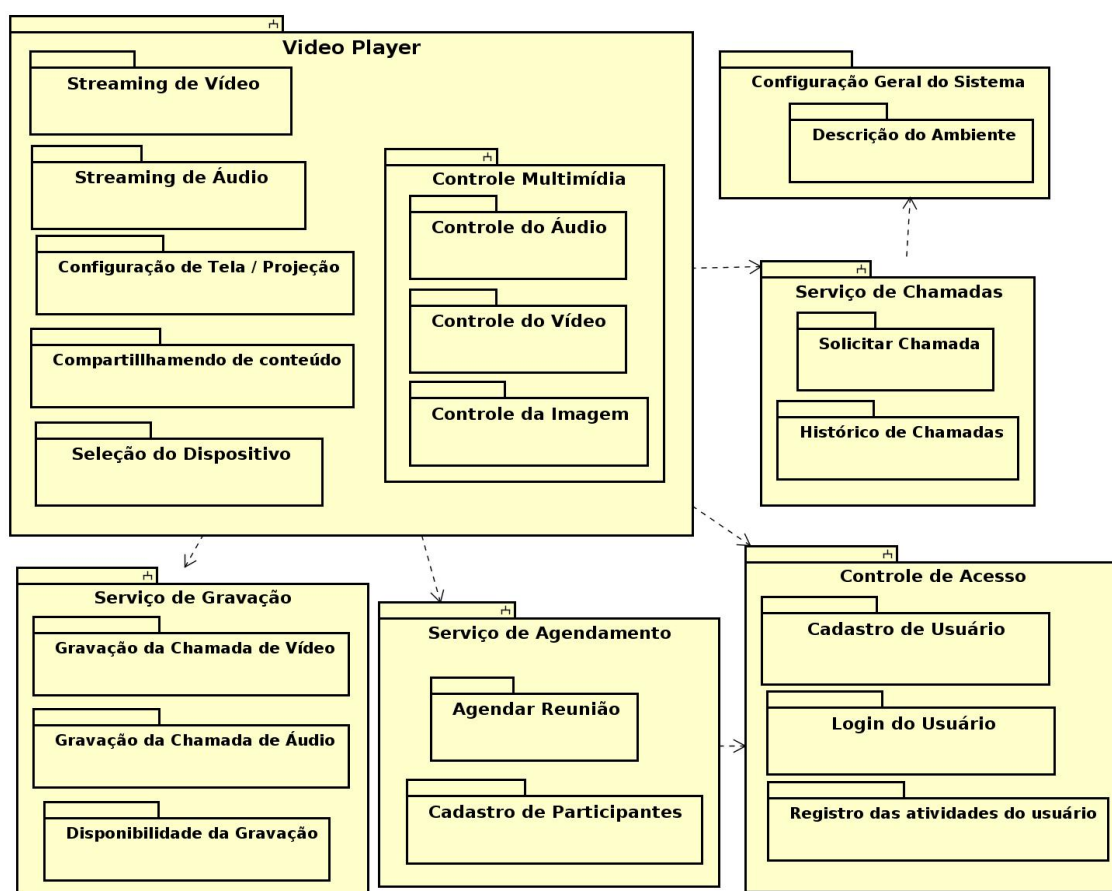 Video Player
Streaming de Vídeo
Streaming de Áudio
Configuração de Tela / Projeção
Compartillhamendo de conteúdo
Seleção do Dispositivo
Controle Multimídia
Controle do Áudio
Controle do Vídeo
Controle da Imagem
Configuração Geral do Sistema
Descrição do Ambiente
Serviço de Chamadas
Solicitar Chamada
Histórico de Chamadas
Serviço de Gravação
Gravação da Chamada de Vídeo
Gravação da Chamada de Áudio
Disponibilidade da Gravação
Serviço de Agendamento
Agendar Reunião
Cadastro de Participantes
Controle de Acesso
Cadastro de Usuário
Login do Usuário
Registro das atividades do usuário